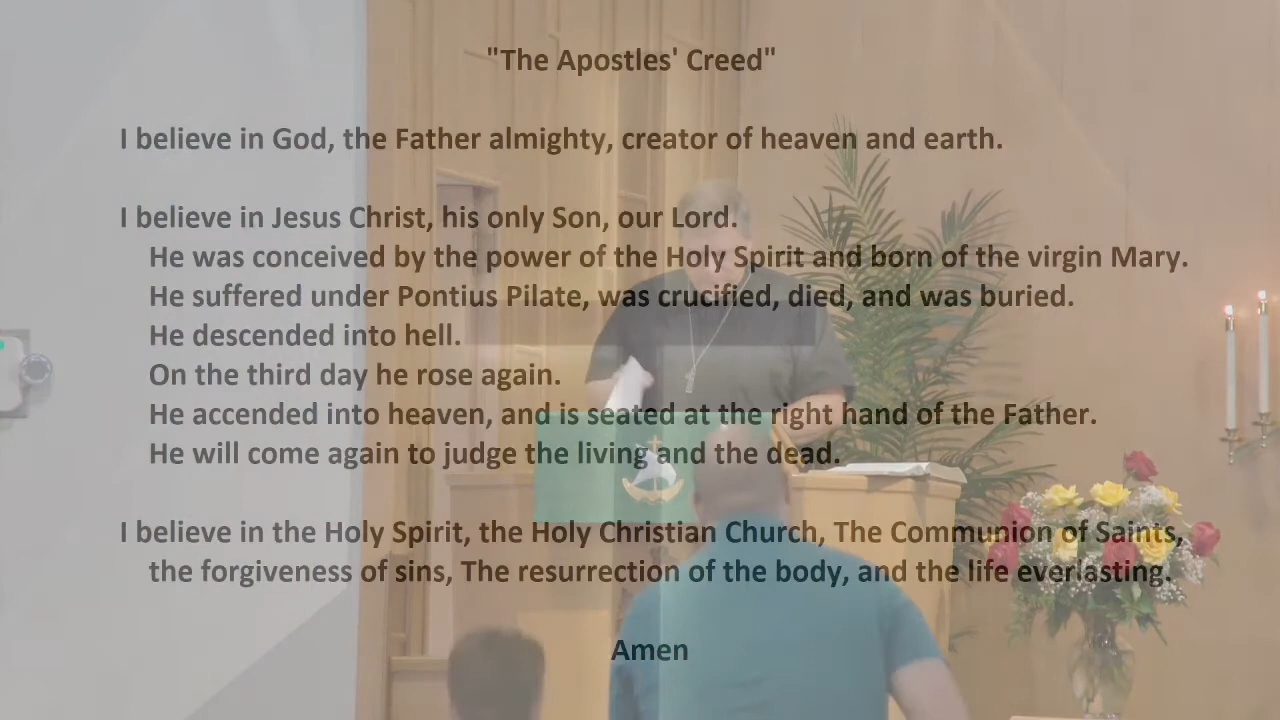 "The Apostles' Creed"
I believe in God, the Father almighty, creator of heaven and earth.
I believe in Jesus Christ, his only Son, our Lord.
He was conceived by the power of the Holy Spirit and born of the virgin Mary.
He suffered under Pontius Pilate, was crucified, died, and was buried.
He descended into hell.
On the third day he rose again.
He accended into heaven, and is seated at the right hand of the Father.
He will come again to judge the living and the dead.
I believe in the Holy Spirit, the Holy Christian Church, The Communion of Saints,
the forgiveness of sins, The resurrection of the body, and the life everlasting.
Amen